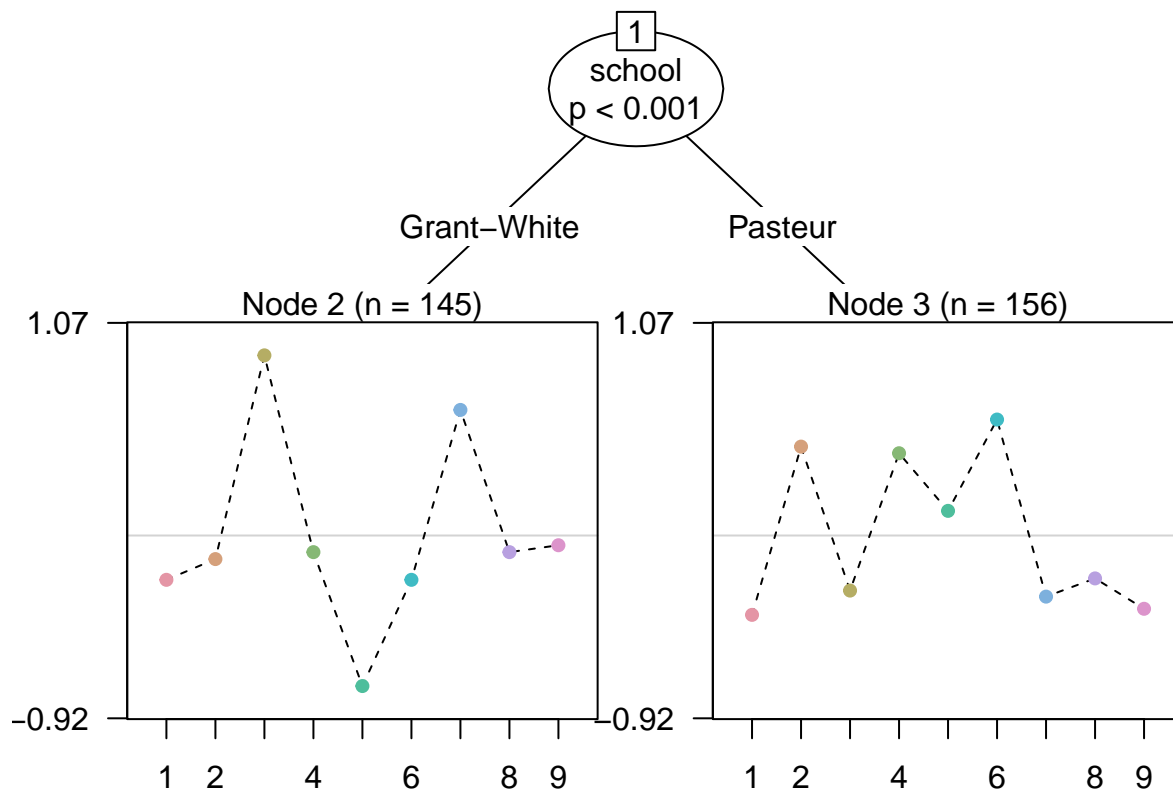 1
school
p < 0.001
Grant−White
Pasteur
Node 2 (n = 145)
1.07
−0.92
1 2 4 6 8 9
Node 3 (n = 156)
1.07
−0.92
1 2 4 6 8 9